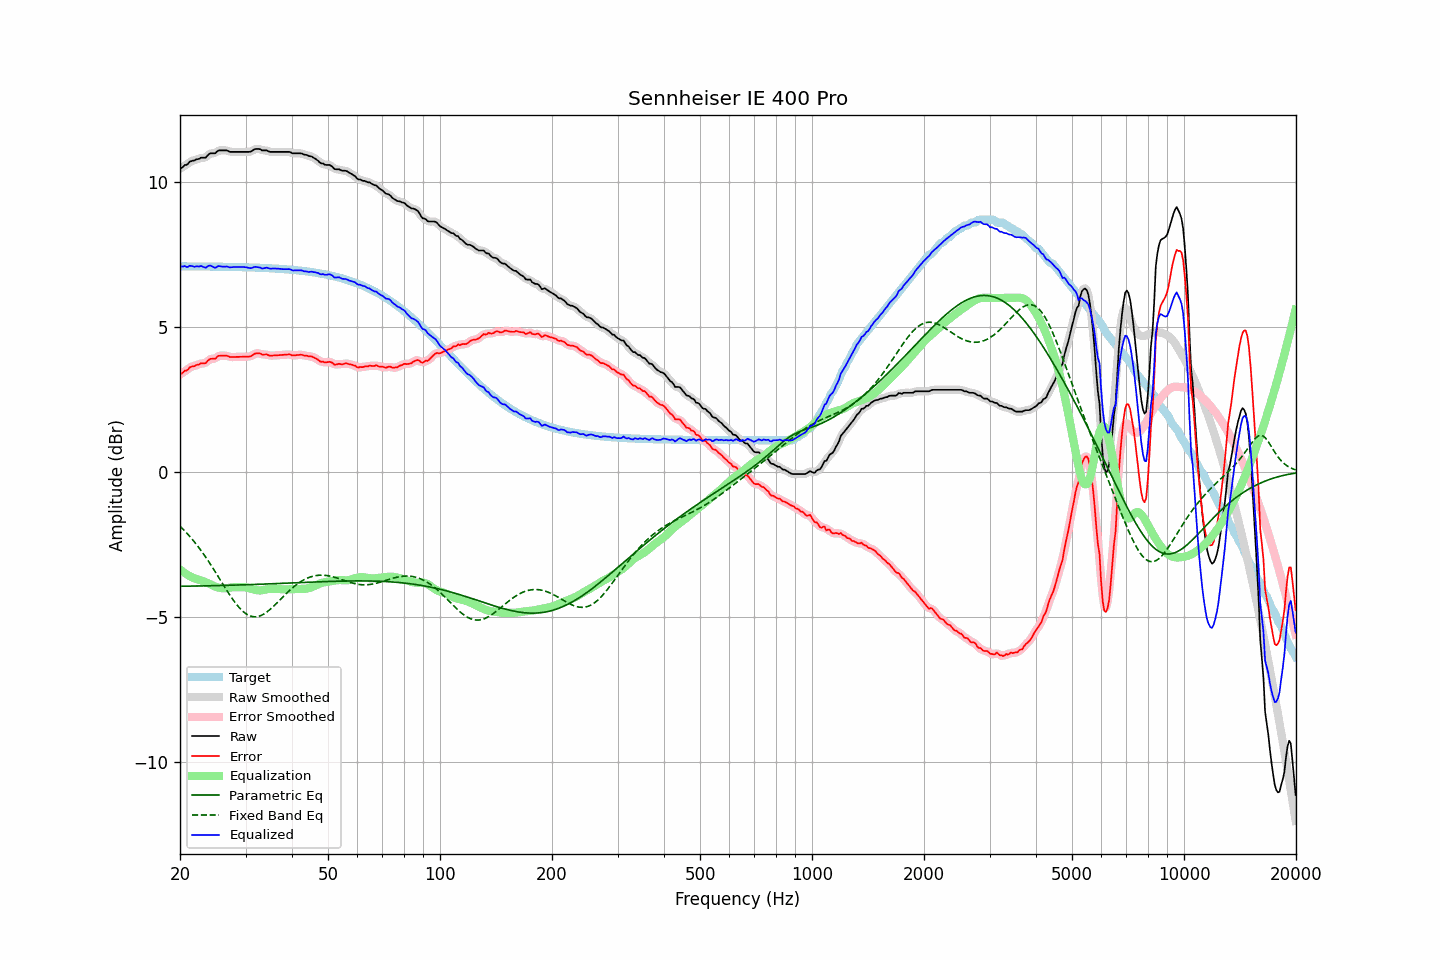 Sennheiser IE 400 Pro
Amplitude (dBr)
10
5
0
−5
−10
Target
Raw Smoothed
Error Smoothed
Raw
Error
Equalization
Parametric Eq
Fixed Band Eq
Equalized
20 50 100 200 500 1000 2000 5000 10000 20000
Frequency (Hz)